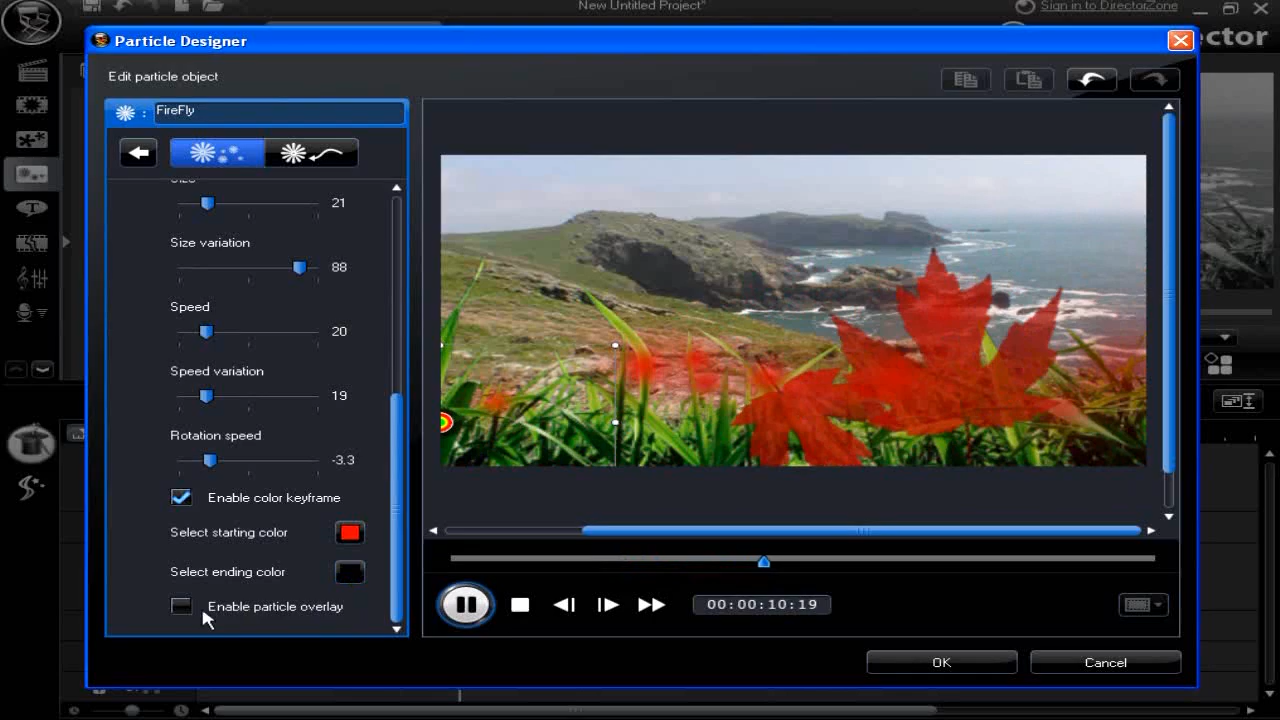 New Untitled Project*
Sign in to DirectorZone
ector
Particle Designer
Edit particle object
: FireFly
21
Size variation
88
Speed
20
Speed variation
19
Rotation speed
-3.3
Enable color keyframe
Select starting color
Select ending color
Enable particle overlay
00:00:10:19
OK
Cancel